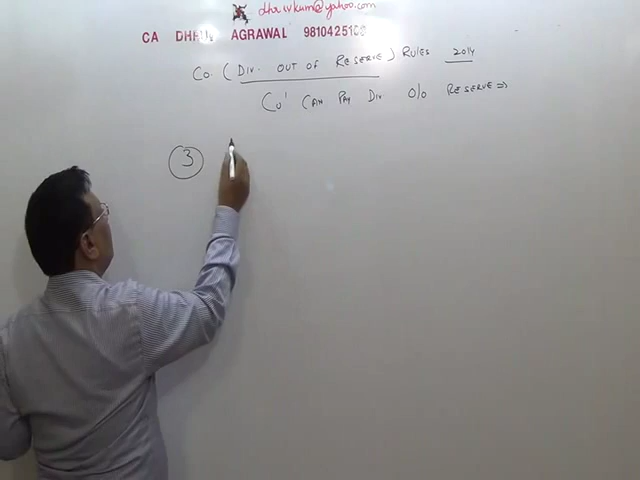 dhruvkum@yahoo.com
CA DHRUV AGRAWAL 9810425100
Co. (Div. OUT OF RESERVE) RULES 2014
Co' CAN PAY Div O/o RESERVE ⇒
3